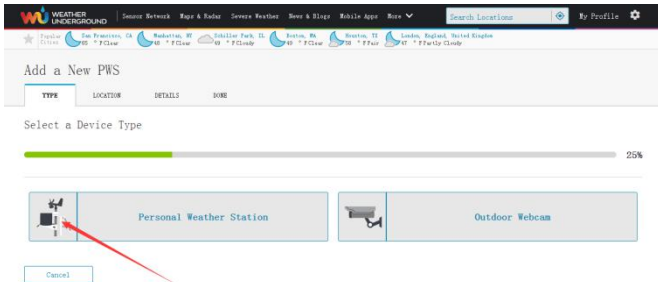 WEATHER UNDERGROUND Sensor Network Maps & Radar Severe Weather News & Blogs Mobile Apps More Search Locations My Profile
Popular Cities San Francisco, CA Manhattan, NY Schiller Park, IL Boston, MA Houston, TX London, England, United Kingdom
°F Clear °F Clear °F Cloudy °F Clear °F Fair °F Partly Cloudy
Add a New PWS
TYPE LOCATION DETAILS DONE
Select a Device Type
25%
Personal Weather Station Outdoor Webcam
Cancel